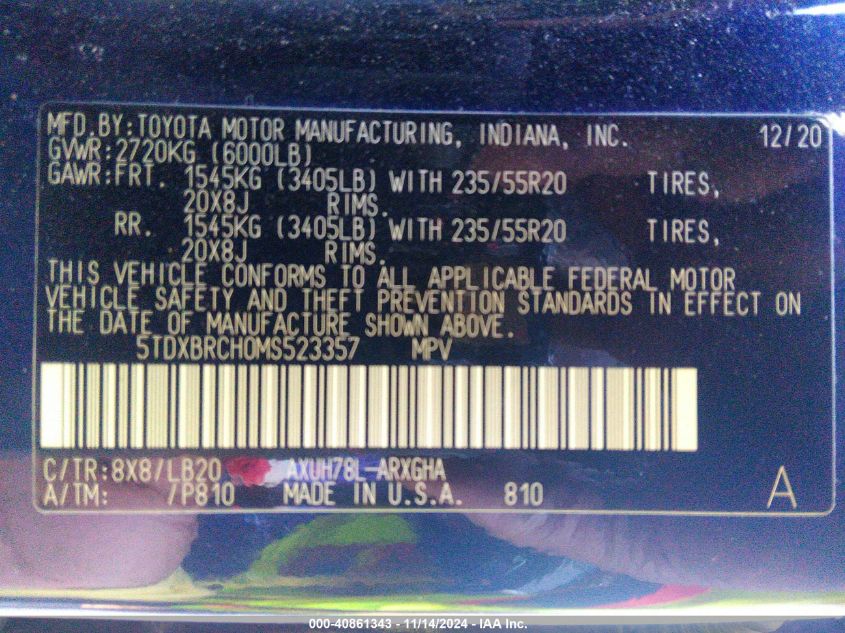 MFD.BY:TOYOTA MOTOR MANUFACTURING, INDIANA, INC. 12/20
GVWR:2720KG (6000LB)
GAWR:FRT. 1545KG (3405LB) WITH 235/55R20 TIRES,
20X8J RIMS.
RR. 1545KG (3405LB) WITH 235/55R20 TIRES,
20X8J RIMS.
THIS VEHICLE CONFORMS TO ALL APPLICABLE FEDERAL MOTOR
VEHICLE SAFETY AND THEFT PREVENTION STANDARDS IN EFFECT ON
THE DATE OF MANUFACTURE SHOWN ABOVE.
5TDXBRCH0MS523357 MPV
C/TR:8X8/LB20 AXUH78L-ARXGHA
A/TM: /P810 MADE IN U.S.A. 810 A
000-40861343 - 11/14/2024 - IAA Inc.